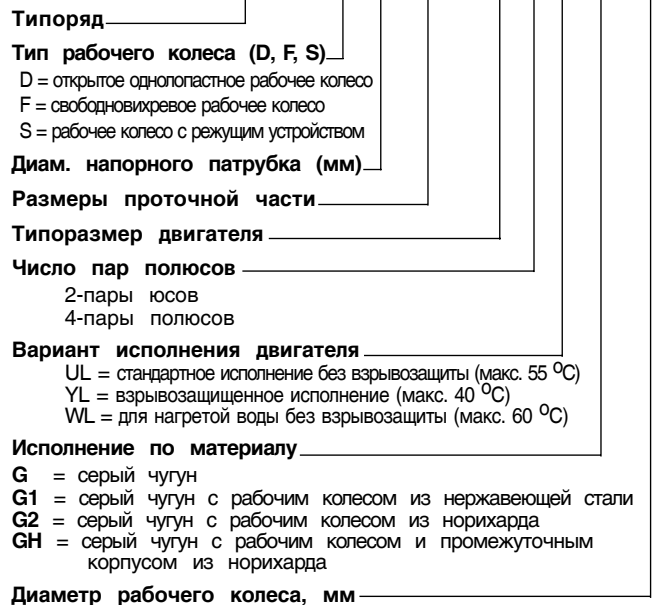 Типоряд
Тип рабочего колеса (D, F, S)
D = открытое однолопастное рабочее колесо
F = свободновихревое рабочее колесо
S = рабочее колесо с режущим устройством
Диам. напорного патрубка (мм)
Размеры проточной части
Типоразмер двигателя
Число пар полюсов
2-пары юсов
4-пары полюсов
Вариант исполнения двигателя
UL = стандартное исполнение без взрывозащиты (макс. 55 ⁰C)
YL = взрывозащищенное исполнение (макс. 40 ⁰C)
WL = для нагретой воды без взрывозащиты (макс. 60 ⁰C)
Исполнение по материалу
G = серый чугун
G1 = серый чугун с рабочим колесом из нержавеющей стали
G2 = серый чугун с рабочим колесом из норихарда
GH = серый чугун с рабочим колесом и промежуточным
корпусом из норихарда
Диаметр рабочего колеса, мм